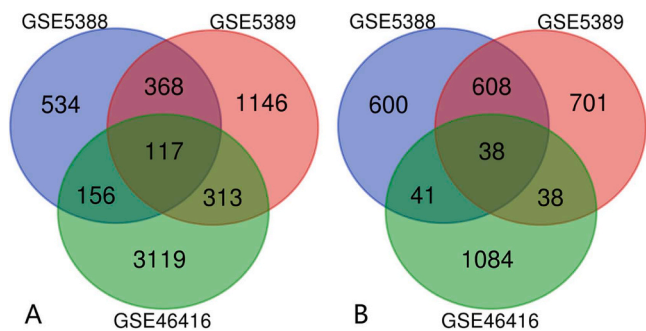 GSE5388 GSE5389 GSE5388 GSE5389
534 368 1146 600 608 701
117 38
156 313 41 38
3119 1084
A GSE46416 B GSE46416